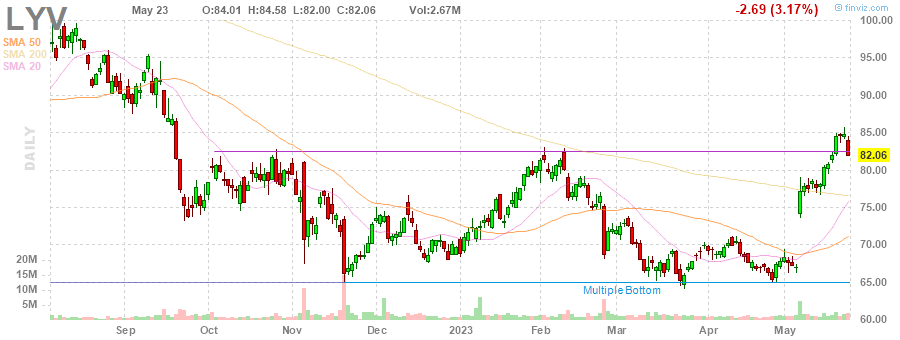 LYV
May 23 O:84.01 H:84.58 L:82.00 C:82.06 Vol:2.67M -2.69 (3.17%) © finviz.com
SMA 50
SMA 200
SMA 20
DAILY
100.00
95.00
90.00
85.00
82.06
80.00
75.00
70.00
65.00
60.00
20M
15M
10M
5M
Multiple Bottom
Sep Oct Nov Dec 2023 Feb Mar Apr May